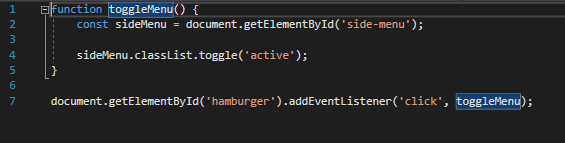 1 function toggleMenu() {
2 const sideMenu = document.getElementById('side-menu');
3
4 sideMenu.classList.toggle('active');
5 }
6
7 document.getElementById('hamburger').addEventListener('click', toggleMenu);